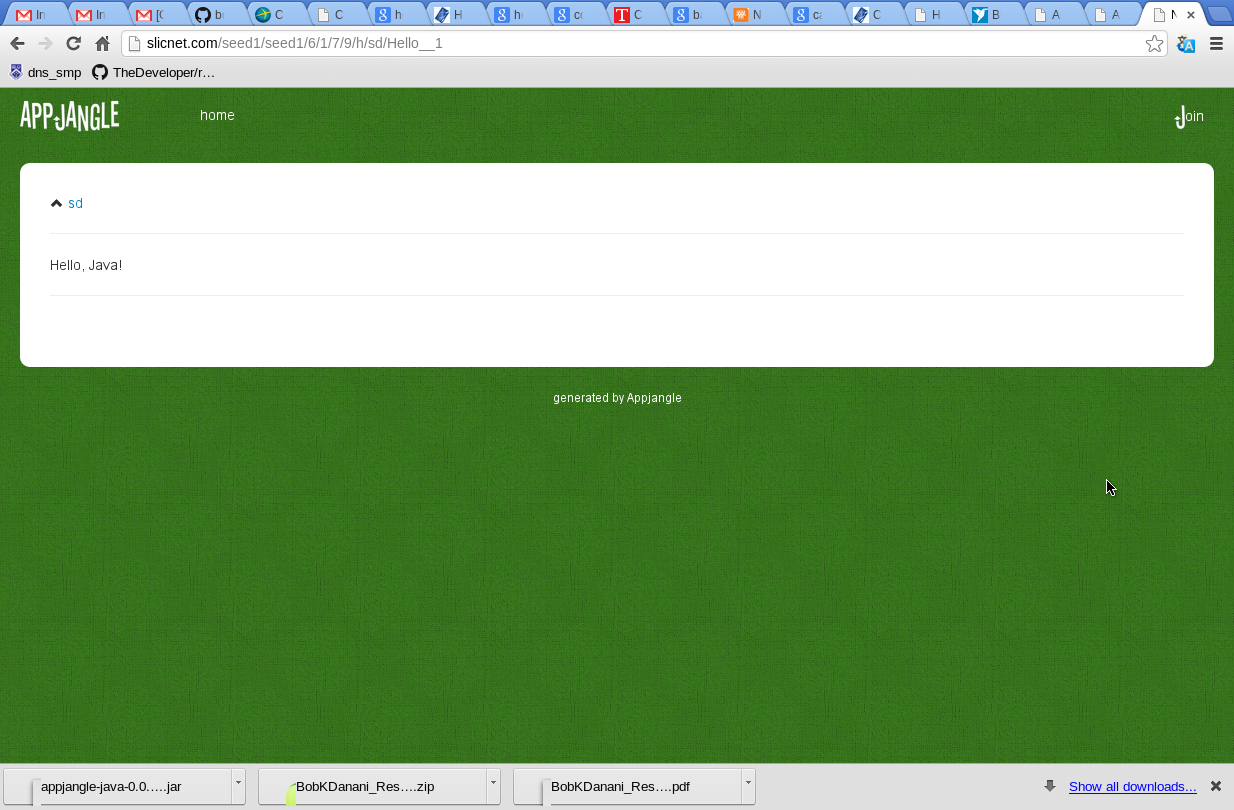 In
In
[C
b
C
C
h
H
h
c
C
b
N
c
C
H
B
A
A
N
slicnet.com/seed1/seed1/6/1/7/9/h/sd/Hello__1
dns_smp
TheDeveloper/r…
APPJANGLE
home
Join
sd
Hello, Java!
generated by Appjangle
appjangle-java-0.0.….jar
BobKDanani_Res….zip
BobKDanani_Res….pdf
Show all downloads...